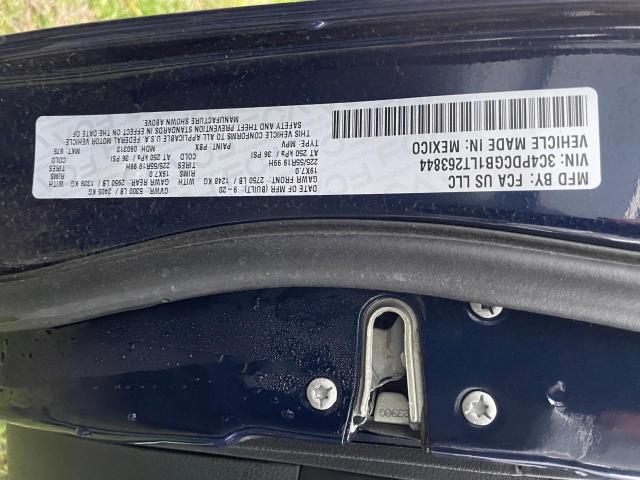 MFD BY: FCA US LLC
DATE OF MFR (BUILT): 9-20
GVWR: 5300 LB 2405 KG
GAWR FRONT: 2750 LB 1248 KG
GAWR REAR: 2950 LB 1339 KG
19X7.0 RIMS 19X7.0 RIMS
225/55R19 99H TIRES 225/55R19 99H TIRES
AT 250 kPa / 36 PSI COLD AT 250 kPa / 36 PSI COLD
VIN: 3C4PDCGB1LT263844
TYPE: MPV PAINT: PBX MDH: 090313 MKT: 875
VEHICLE MADE IN: MEXICO
THIS VEHICLE CONFORMS TO ALL APPLICABLE U.S.A. FEDERAL MOTOR VEHICLE
SAFETY AND THEFT PREVENTION STANDARDS IN EFFECT ON THE DATE OF
MANUFACTURE SHOWN ABOVE.
23900